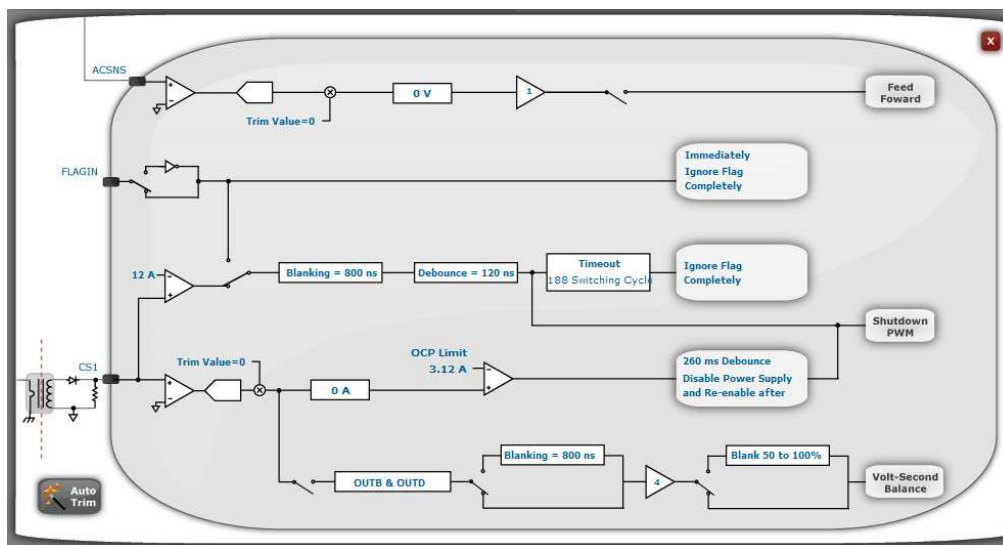 X
ACSNS
0 V
1
Feed
Foward
Trim Value=0
FLAGIN
Immediately
Ignore Flag
Completely
12 A
Blanking = 800 ns
Debounce = 120 ns
Timeout
188 Switching Cycle
Ignore Flag
Completely
Shutdown
PWM
CS1
Trim Value=0
OCP Limit
3.12 A
0 A
260 ms Debounce
Disable Power Supply
and Re-enable after
Blanking = 800 ns
Blank 50 to 100%
OUTB & OUTD
4
Volt-Second
Balance
Auto
Trim